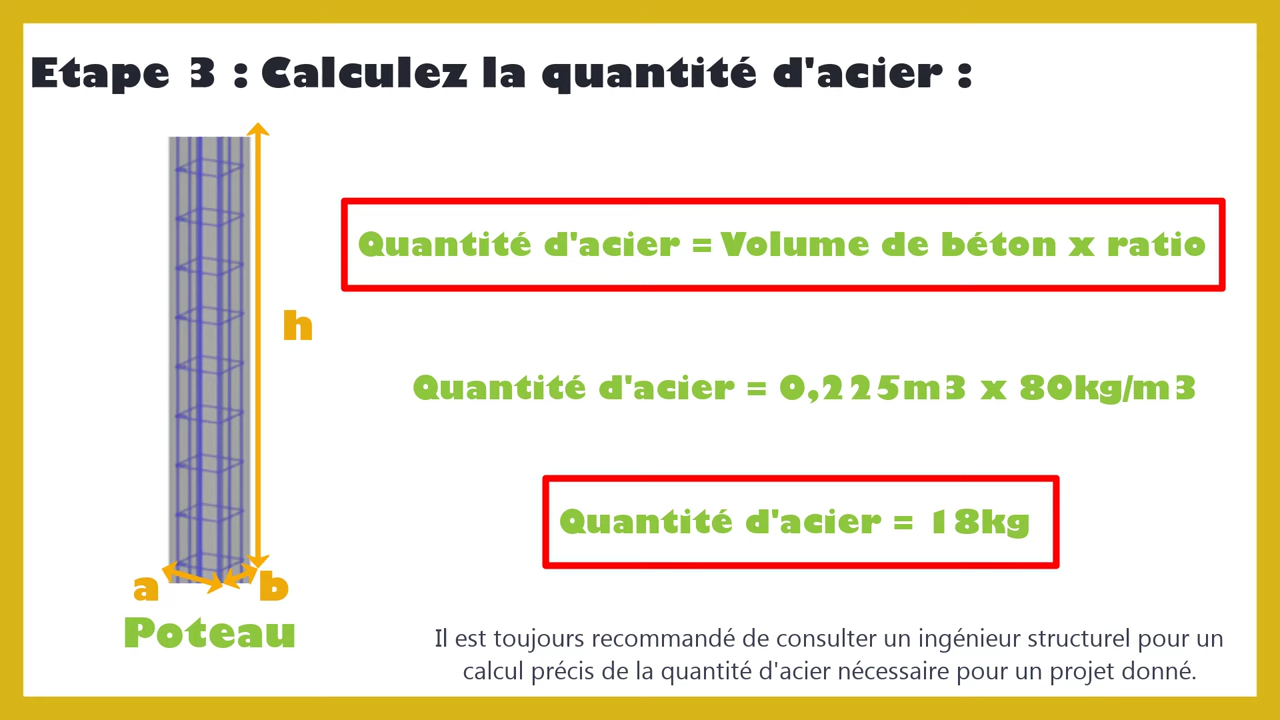 Etape 3 : Calculez la quantité d'acier :
Quantité d'acier = Volume de béton x ratio
h
Quantité d'acier = 0,225m3 x 80kg/m3
Quantité d'acier = 18kg
a b
Poteau
Il est toujours recommandé de consulter un ingénieur structurel pour un
calcul précis de la quantité d'acier nécessaire pour un projet donné.